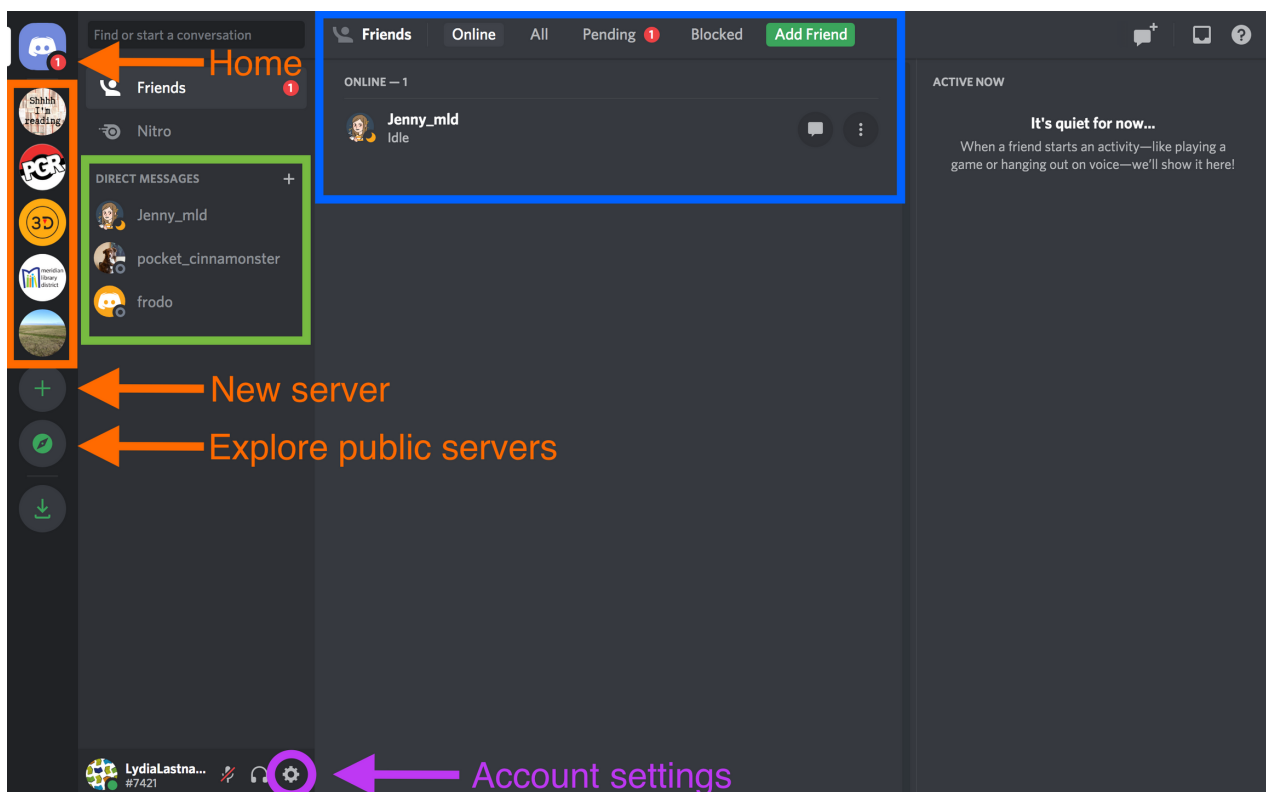 Find or start a conversation
Friends
Online
All
Pending 1
Blocked
Add Friend
1
Home
Friends
1
Nitro
Shhhh
I'm
reading
PGR
3D
meridian
library
district
DIRECT MESSAGES +
Jenny_mld
pocket_cinnamonster
frodo
ONLINE — 1
Jenny_mld
Idle
ACTIVE NOW
It's quiet for now...
When a friend starts an activity—like playing a
game or hanging out on voice—we'll show it here!
New server
Explore public servers
LydiaLastna...
#7421
Account settings